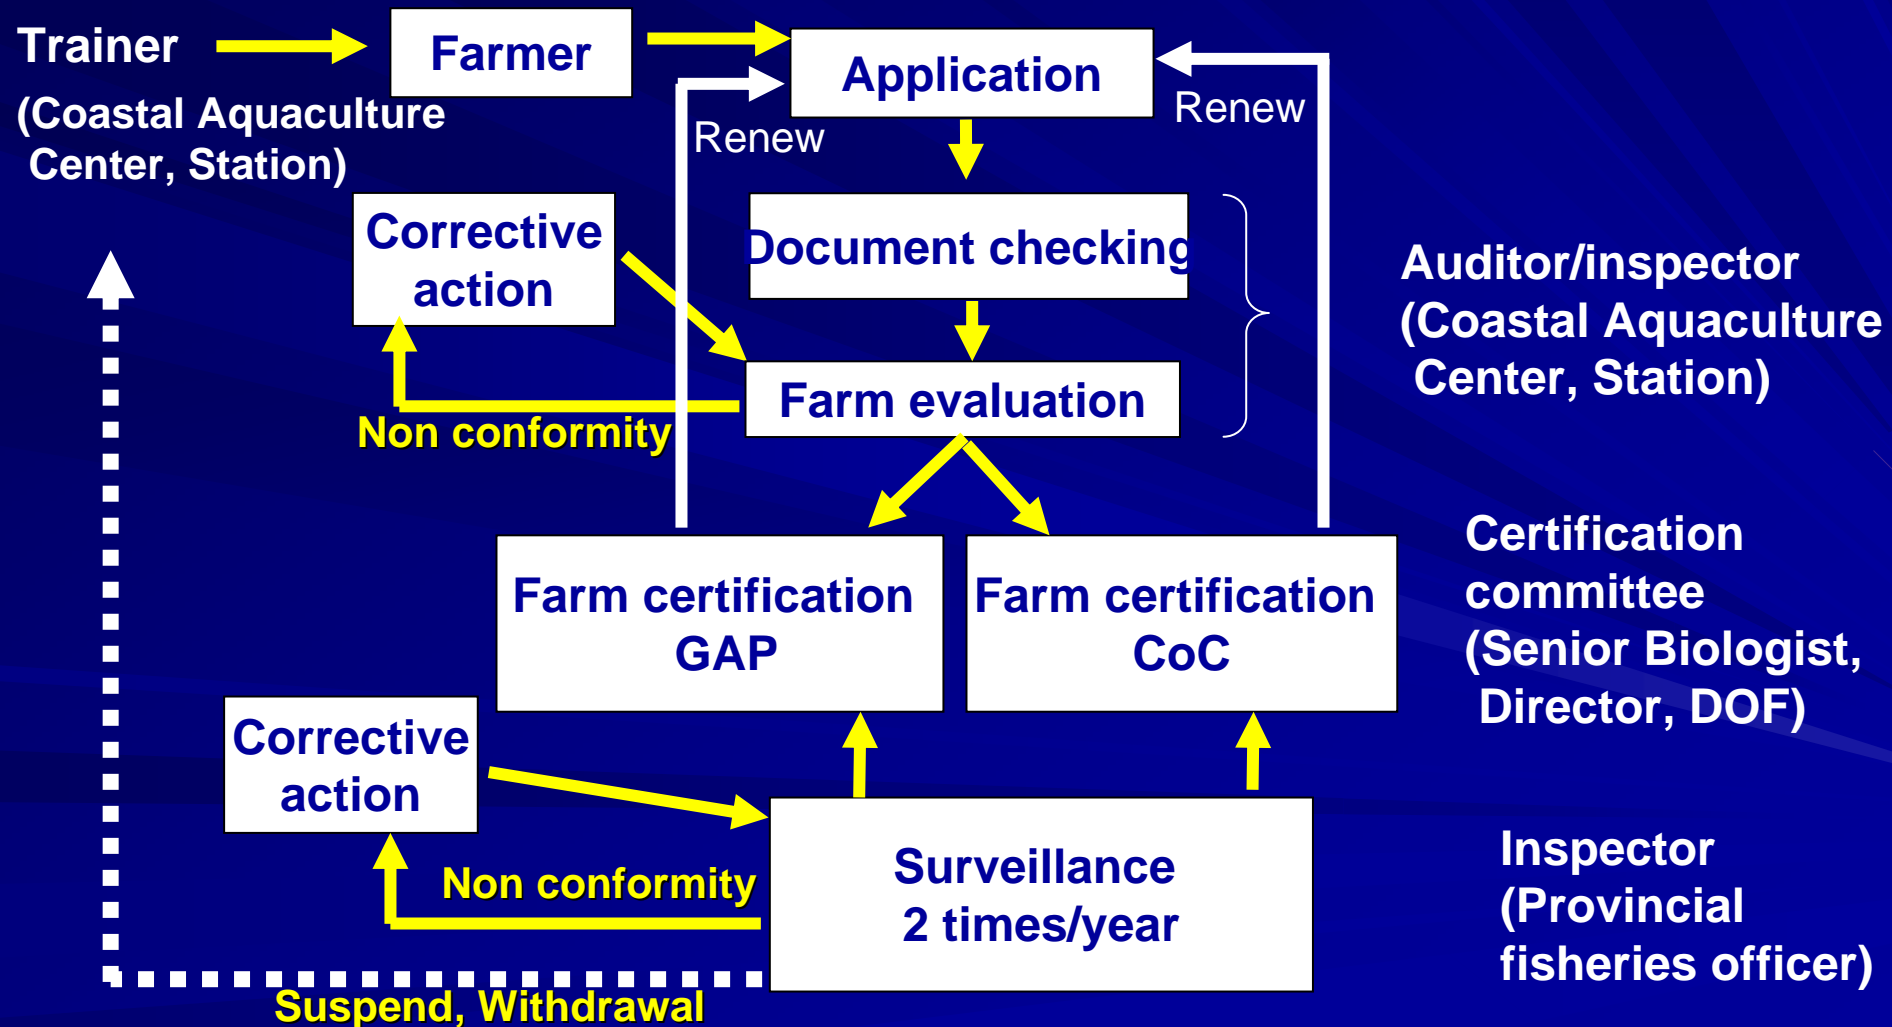 Trainer
(Coastal Aquaculture
Center, Station)
Farmer
Application
Renew
Renew
Corrective
action
Document checking
Auditor/inspector
(Coastal Aquaculture
Center, Station)
Farm evaluation
Non conformity
Farm certification
GAP
Farm certification
CoC
Certification
committee
(Senior Biologist,
Director, DOF)
Corrective
action
Non conformity
Surveillance
2 times/year
Inspector
(Provincial
fisheries officer)
Suspend, Withdrawal